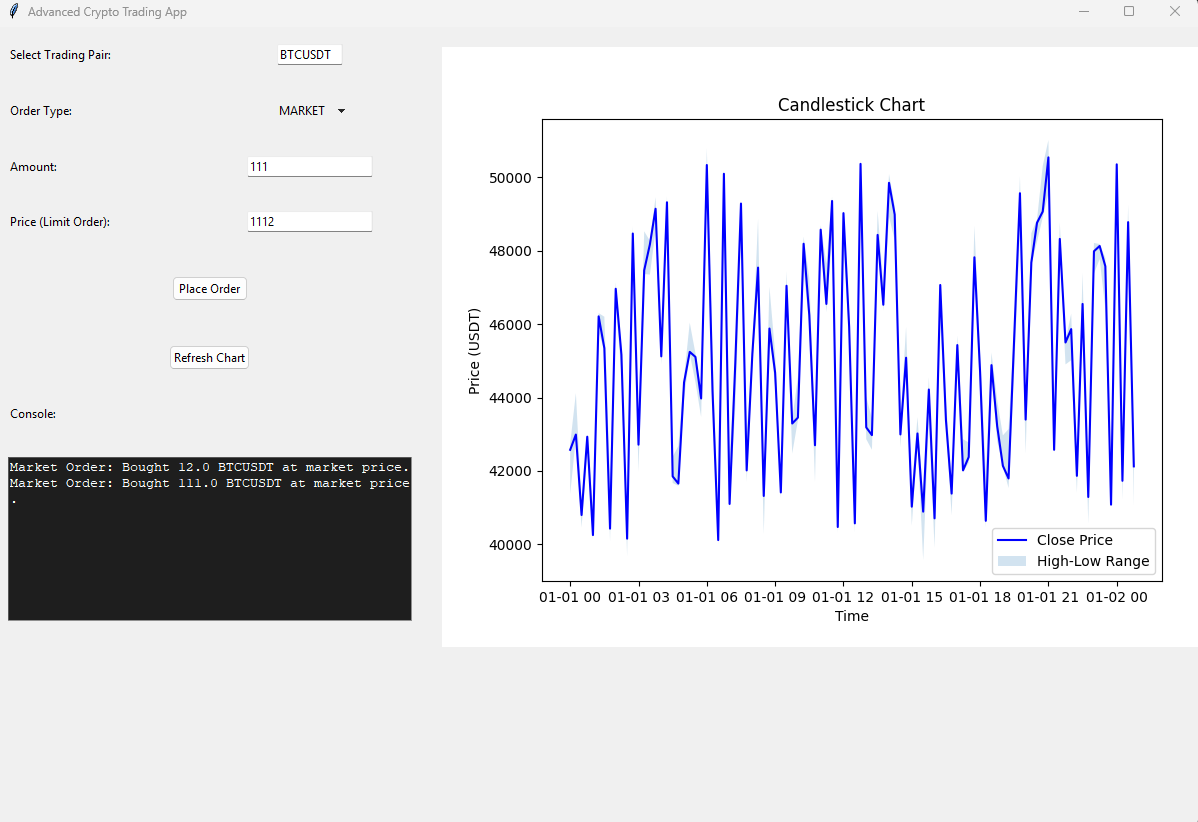 Advanced Crypto Trading App
Select Trading Pair:
BTCUSDT
Order Type:
MARKET
Amount:
111
Price (Limit Order):
1112
Place Order
Refresh Chart
Console:
Market Order: Bought 12.0 BTCUSDT at market price.
Market Order: Bought 111.0 BTCUSDT at market price
.
Candlestick Chart
Price (USDT)
50000
48000
46000
44000
42000
40000
Close Price
High-Low Range
01-01 00 01-01 03 01-01 06 01-01 09 01-01 12 01-01 15 01-01 18 01-01 21 01-02 00
Time